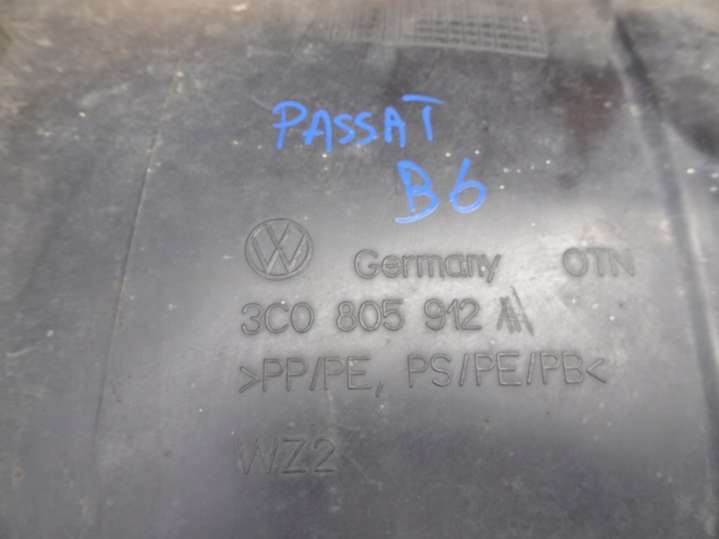 PASSAT
B6
Germany OTN
3C0 805 912 A
>PP/PE, PS/PE/PB<
WZ2